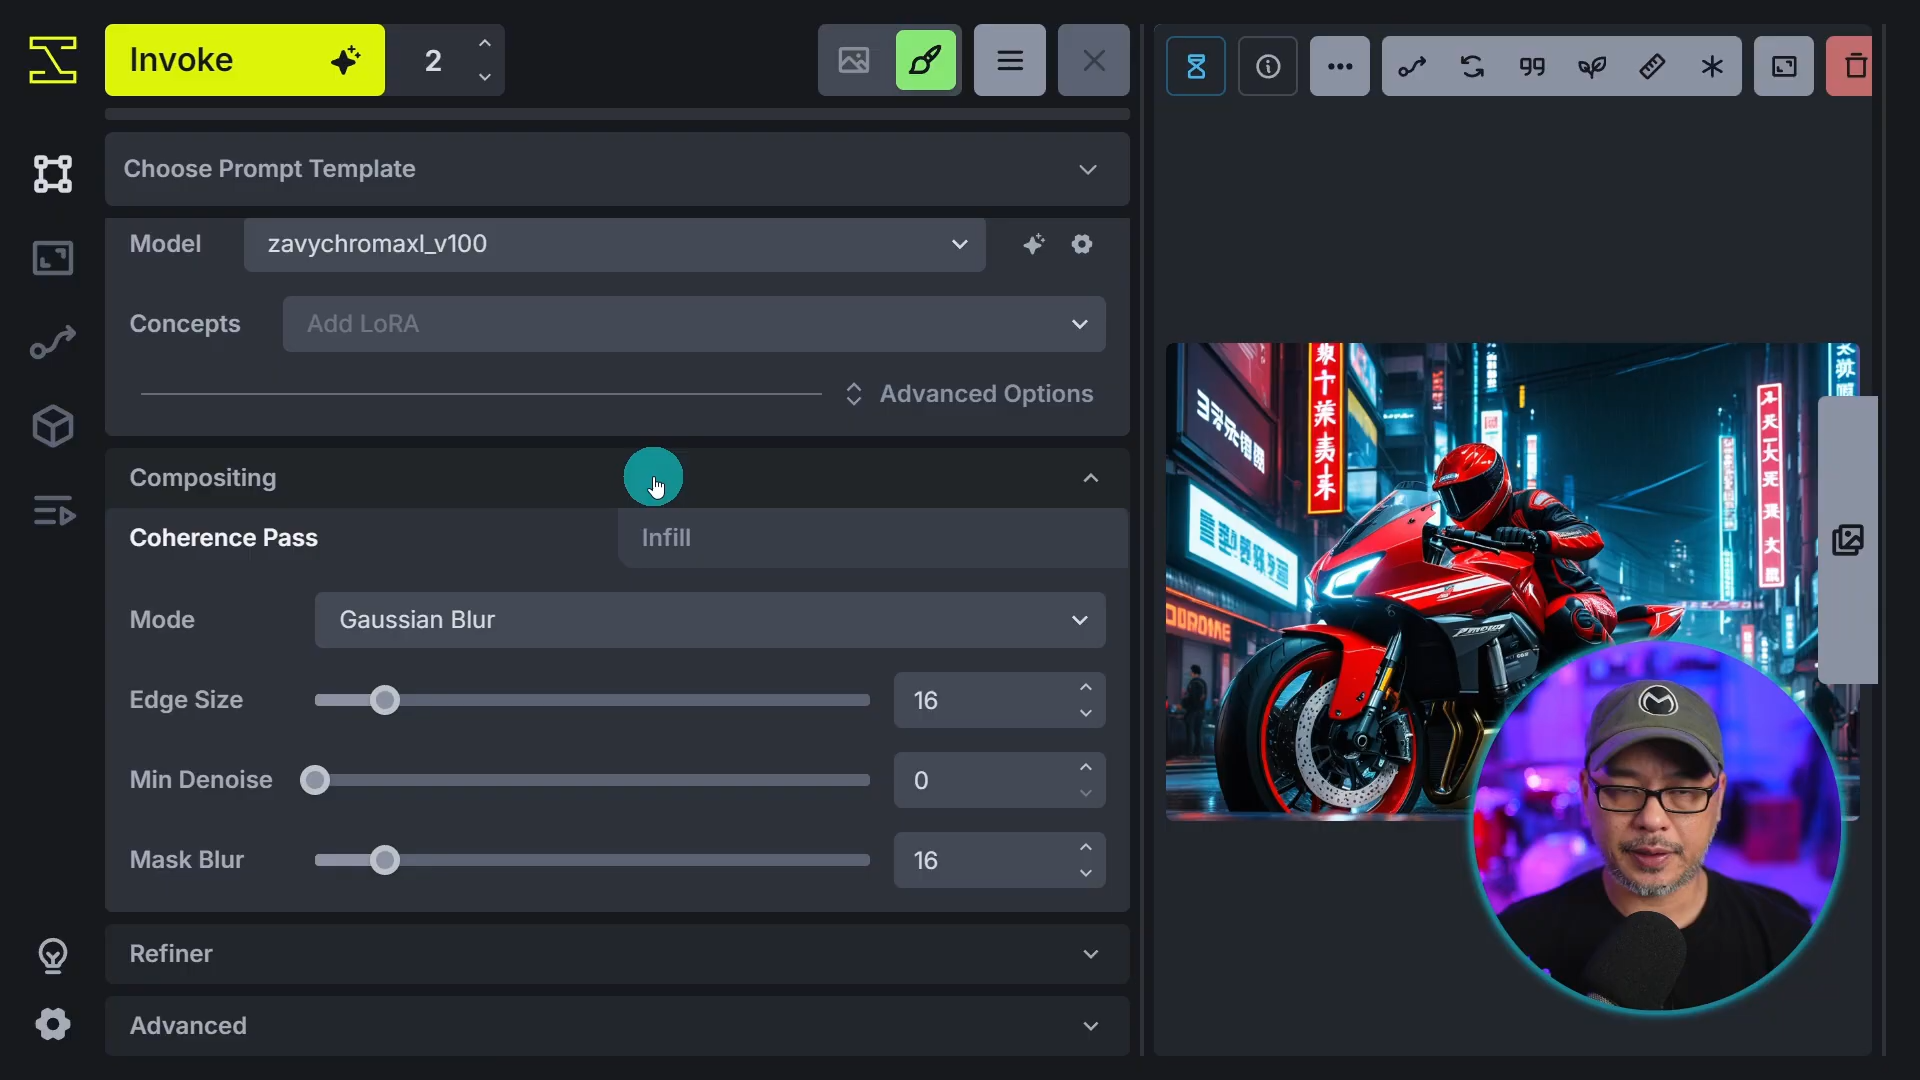 Invoke
2
Choose Prompt Template
Model
zavychromaxl_v100
Concepts
Add LoRA
Advanced Options
Compositing
Coherence Pass
Infill
Mode
Gaussian Blur
Edge Size
16
Min Denoise
0
Mask Blur
16
Refiner
Advanced